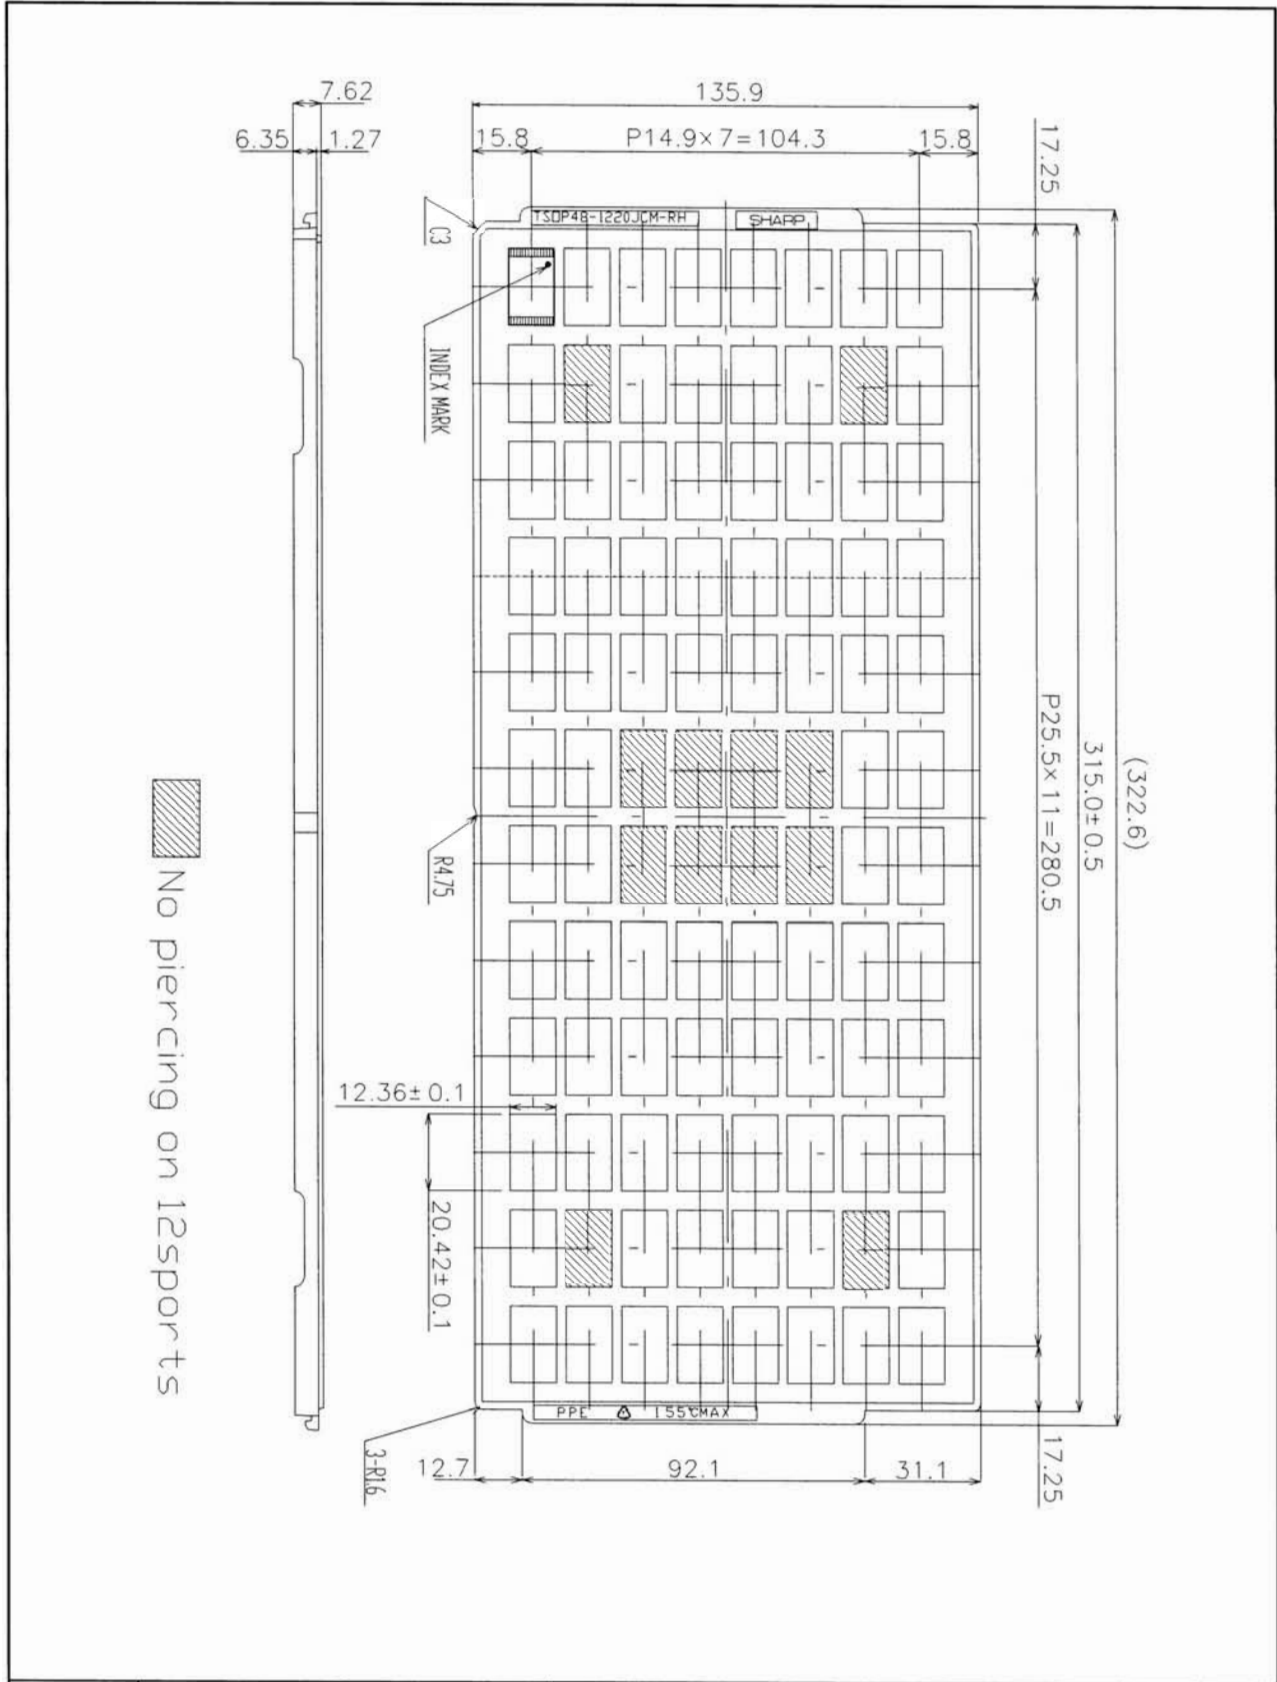 7.62
135.9
6.35
1.27
15.8
P14.9×7=104.3
15.8
17.25
TSOP48-1220JCM-RH
SHARP
C3
INDEX MARK
(322.6)
315.0±0.5
P25.5×11=280.5
R4.75
No piercing on 12sports
12.36±0.1
20.42±0.1
PPE
155℃MAX
3-R1.6
12.7
92.1
31.1
17.25